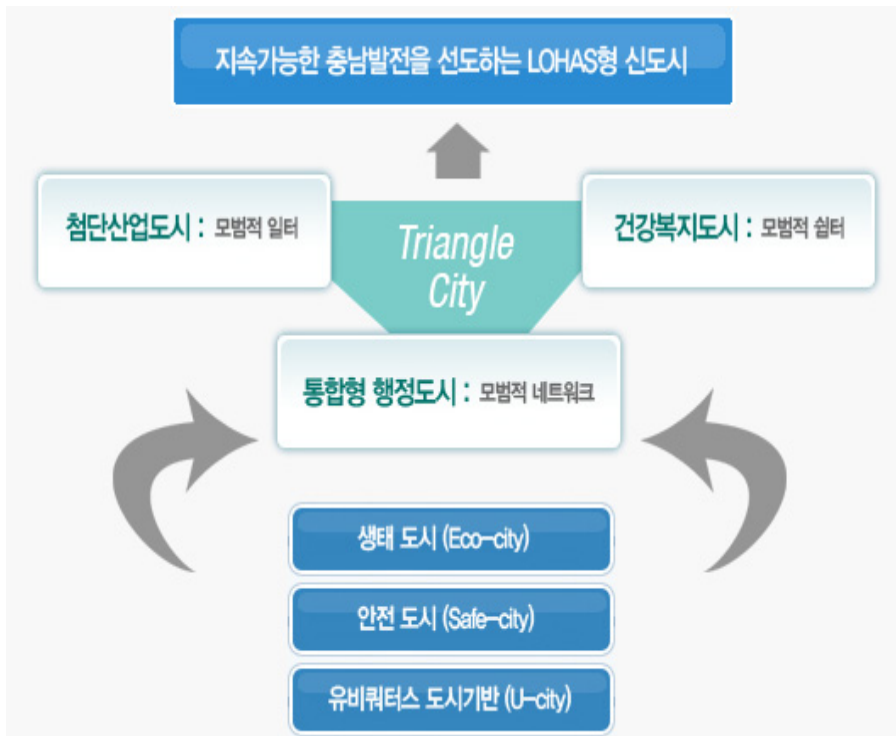 지속가능한 충남발전을 선도하는 LOHAS형 신도시
첨단산업도시 : 모범적 일터
Triangle
City
건강복지도시 : 모범적 쉼터
통합형 행정도시 : 모범적 네트워크
생태 도시 (Eco-city)
안전 도시 (Safe-city)
유비쿼터스 도시기반 (U-city)